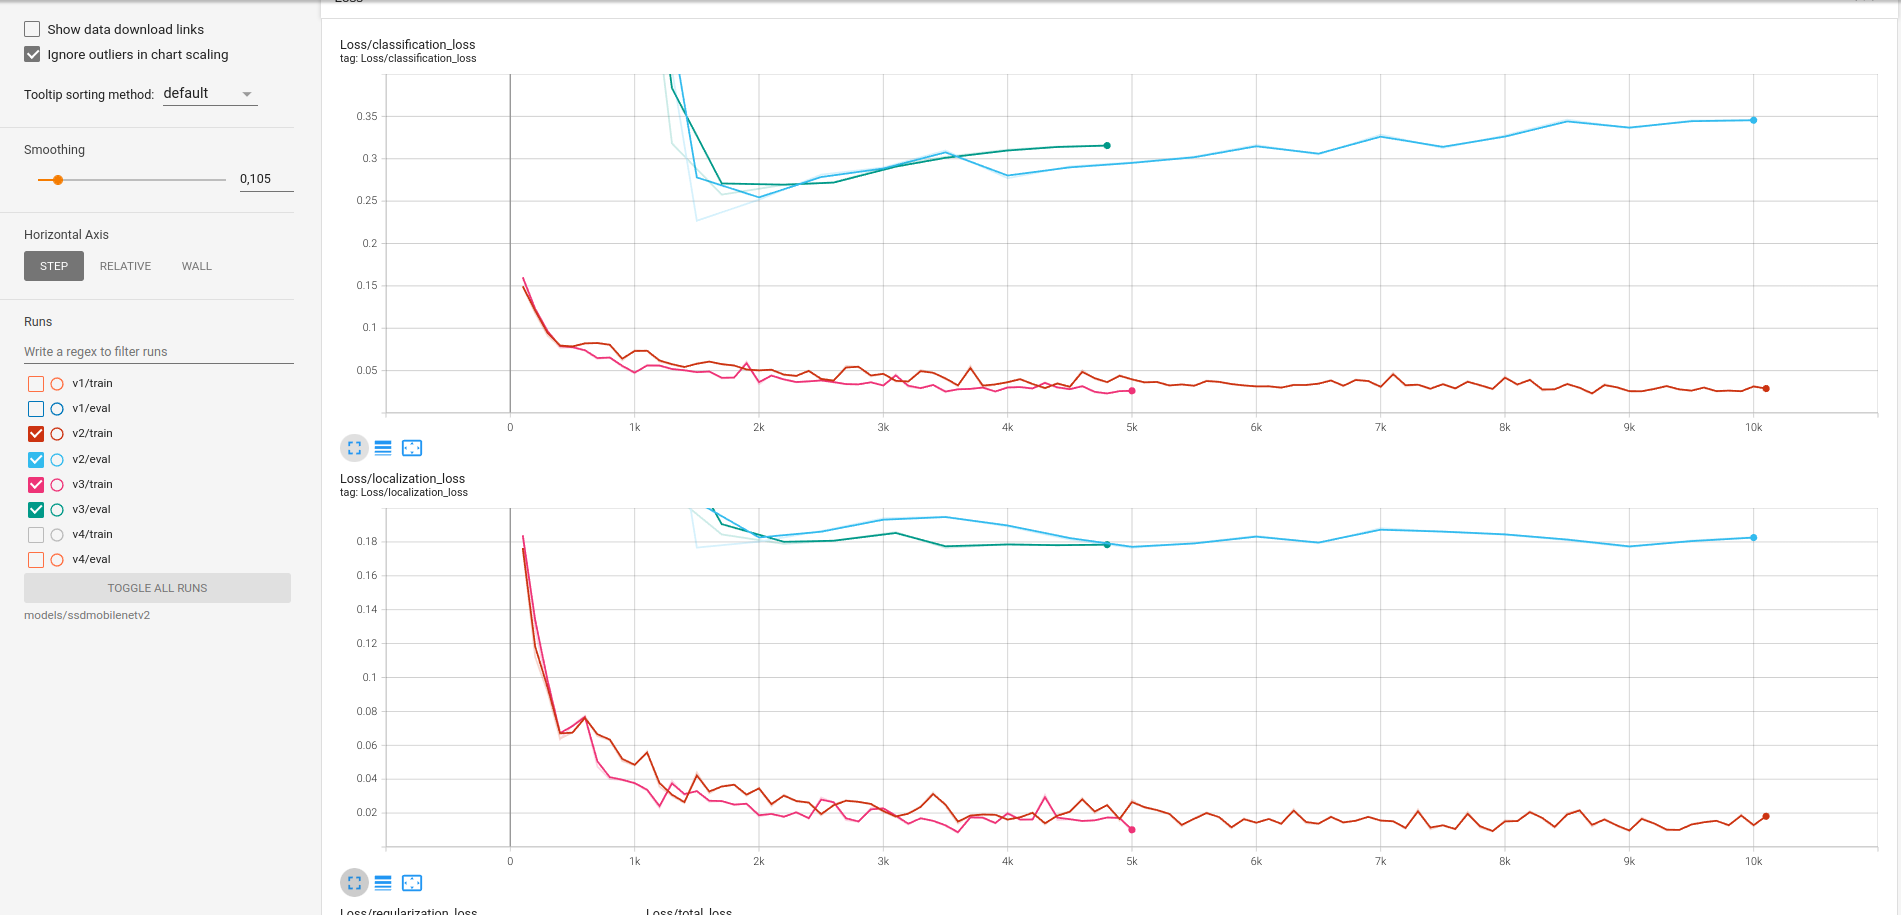 Show data download links
Ignore outliers in chart scaling
Tooltip sorting method: default
Smoothing
0,105
Horizontal Axis
STEP RELATIVE WALL
Runs
Write a regex to filter runs
v1/train
v1/eval
v2/train
v2/eval
v3/train
v3/eval
v4/train
v4/eval
TOGGLE ALL RUNS
models/ssdmobilenetv2
Loss/classification_loss
tag: Loss/classification_loss
0.35
0.3
0.25
0.2
0.15
0.1
0.05
0 1k 2k 3k 4k 5k 6k 7k 8k 9k 10k
Loss/localization_loss
tag: Loss/localization_loss
0.18
0.16
0.14
0.12
0.1
0.08
0.06
0.04
0.02
0 1k 2k 3k 4k 5k 6k 7k 8k 9k 10k
Loss/regularization_loss Loss/total_loss